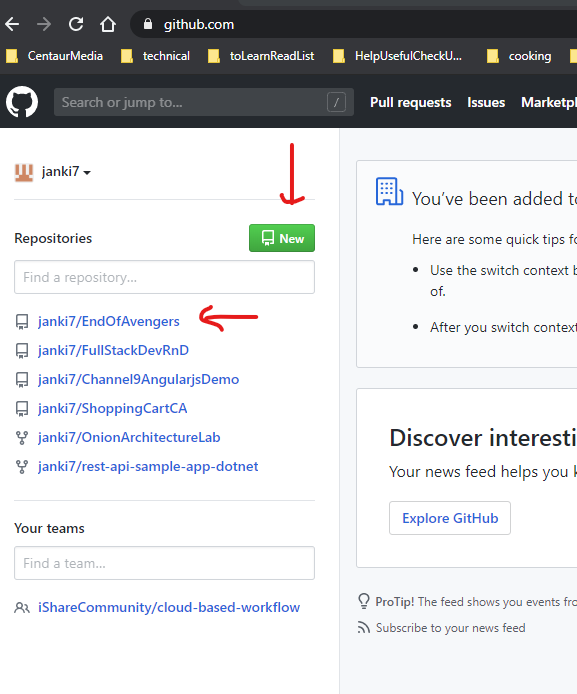 github.com
CentaurMedia technical toLearnReadList HelpUsefulCheckU... cooking
Search or jump to... / Pull requests Issues Marketpl
janki7
Repositories New
Find a repository...
janki7/EndOfAvengers
janki7/FullStackDevRnD
janki7/Channel9AngularjsDemo
janki7/ShoppingCartCA
janki7/OnionArchitectureLab
janki7/rest-api-sample-app-dotnet
Your teams
Find a team...
iShareCommunity/cloud-based-workflow
You've been added to
Here are some quick tips fo
Use the switch context b
of.
After you switch context
Discover interesti
Your news feed helps you k
Explore GitHub
ProTip! The feed shows you events fro
Subscribe to your news feed